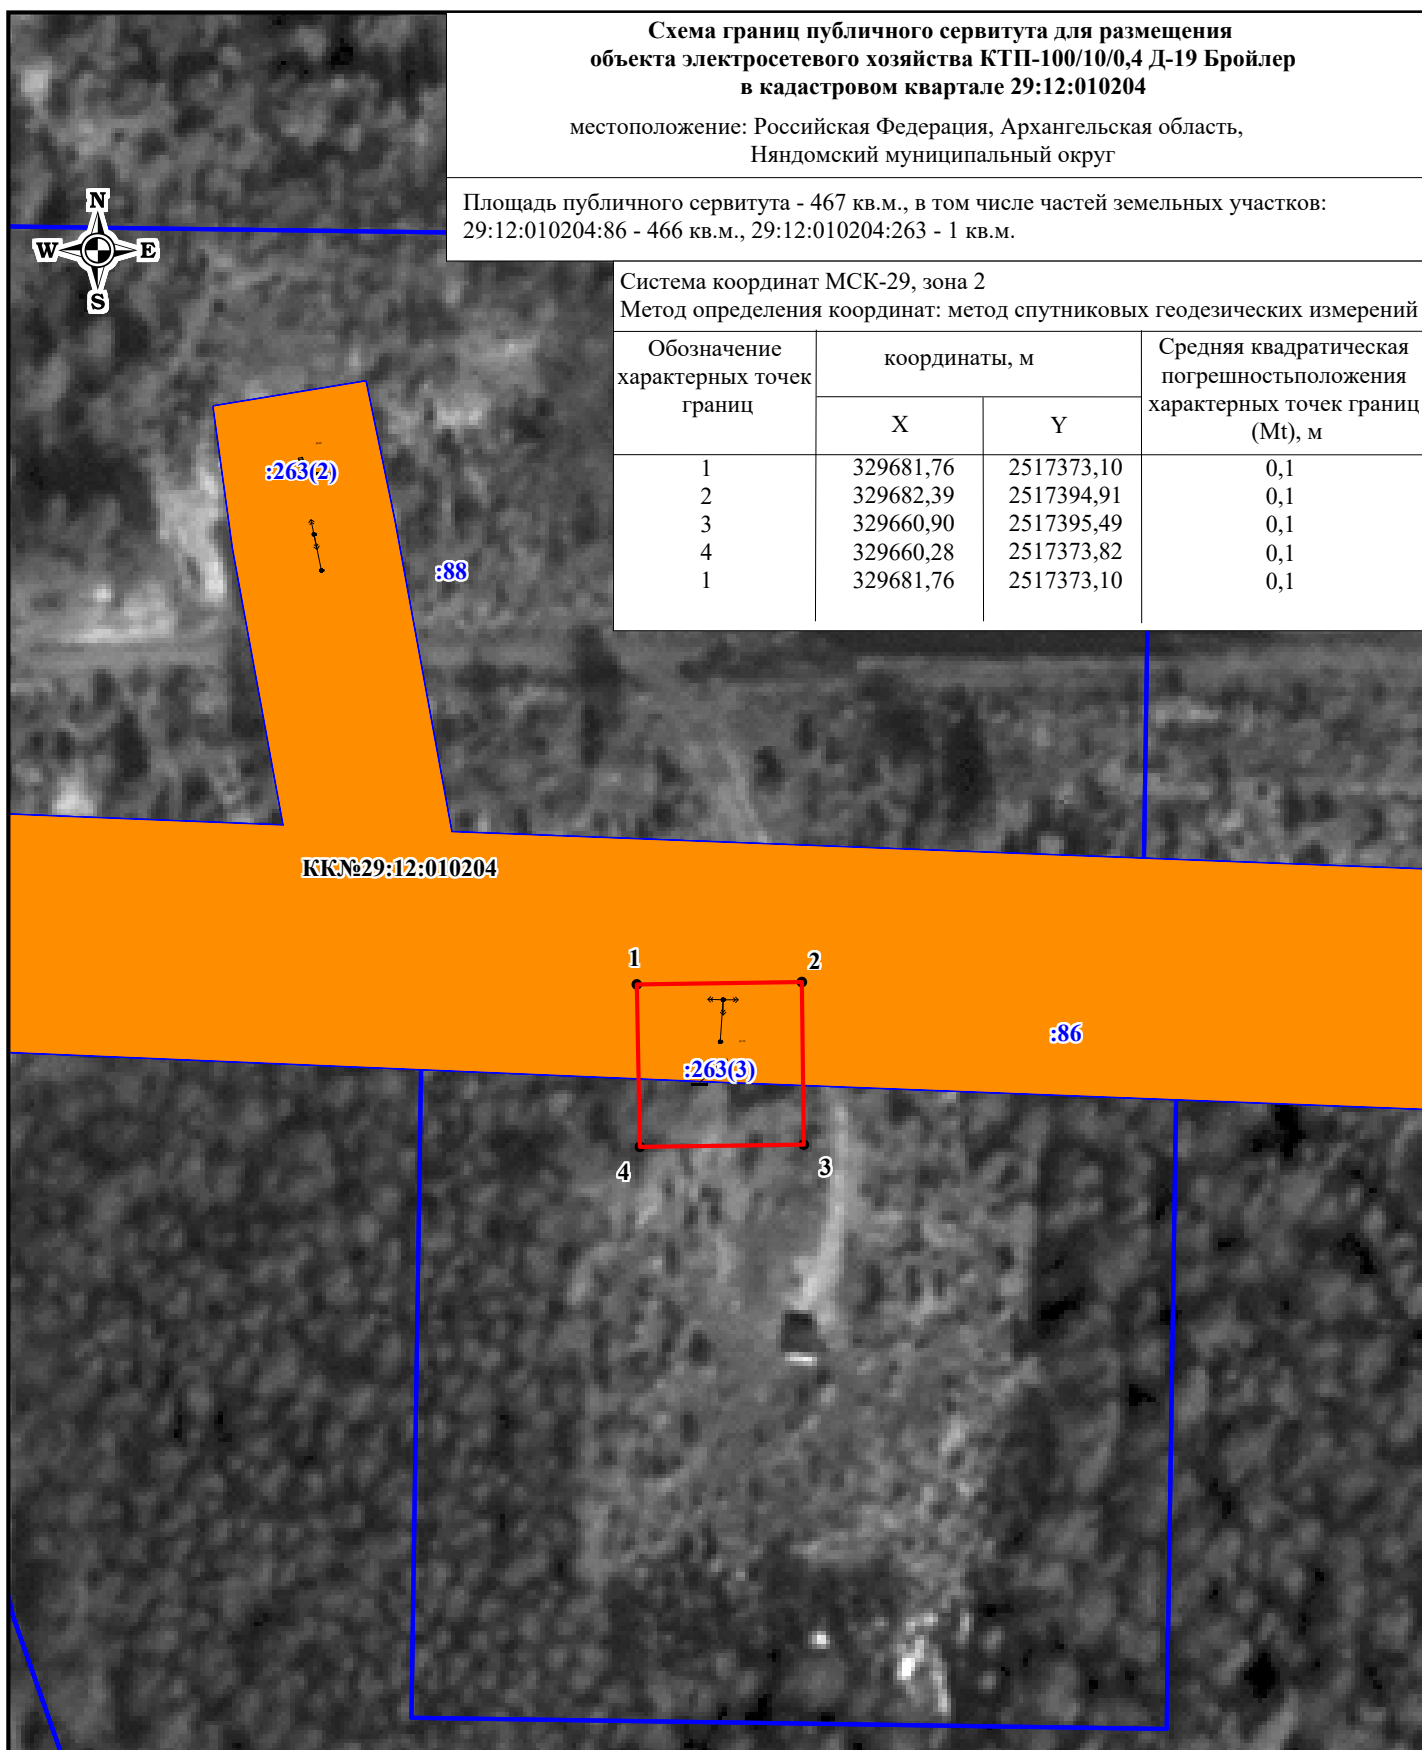 Схема границ публичного сервитута для размещения
объекта электросетевого хозяйства КТП-100/10/0,4 Д-19 Бройлер
в кадастровом квартале 29:12:010204
местоположение: Российская Федерация, Архангельская область,
Няндомский муниципальный округ
Площадь публичного сервитута - 467 кв.м., в том числе частей земельных участков:
29:12:010204:86 - 466 кв.м., 29:12:010204:263 - 1 кв.м.
N
W E
S
Система координат МСК-29, зона 2
Метод определения координат: метод спутниковых геодезических измерений
Обозначение
характерных точек
границ
координаты, м
X Y
Средняя квадратическая
погрешностьположения
характерных точек границ
(Mt), м
1 329681,76 2517373,10 0,1
2 329682,39 2517394,91 0,1
3 329660,90 2517395,49 0,1
4 329660,28 2517373,82 0,1
1 329681,76 2517373,10 0,1
:263(2)
:88
КК№29:12:010204
1
2
:86
:263(3)
4
3